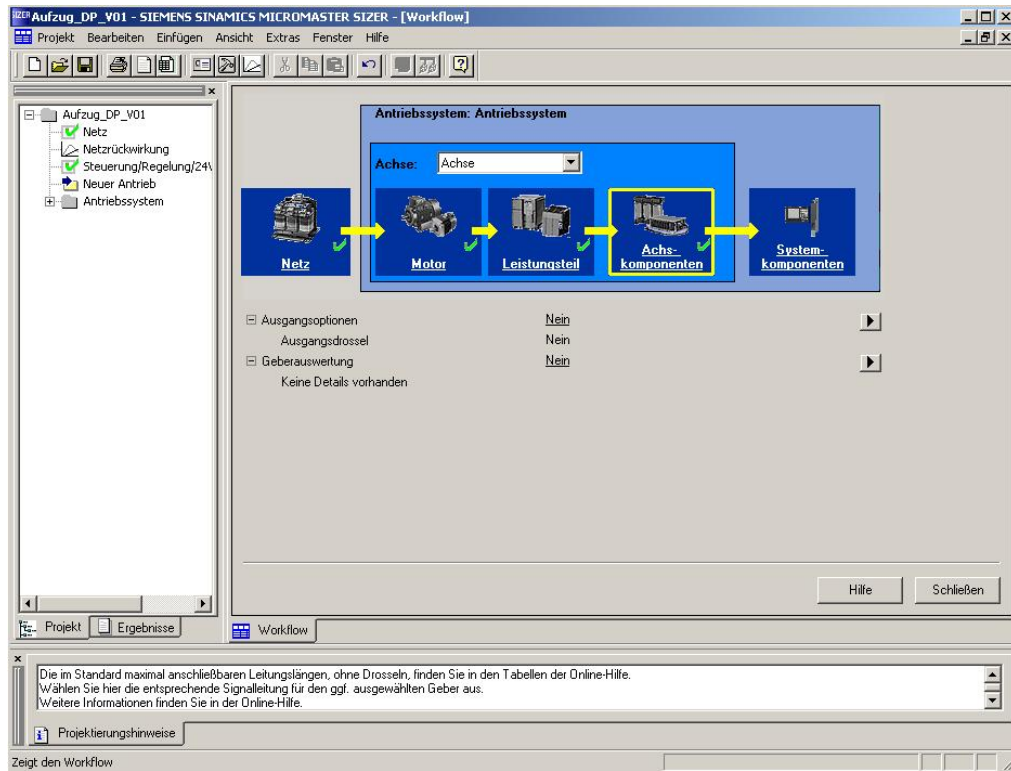 SIZER Aufzug_DP_V01 - SIEMENS SINAMICS MICROMASTER SIZER - [Workflow]
Projekt Bearbeiten Einfügen Ansicht Extras Fenster Hilfe
Aufzug_DP_V01
Netz
Netzrückwirkung
Steuerung/Regelung/24\
Neuer Antrieb
Antriebssystem
Projekt Ergebnisse
Antriebssystem: Antriebssystem
Achse: Achse
Netz
Motor
Leistungsteil
Achs-
komponenten
System-
komponenten
Ausgangsoptionen Nein
Ausgangsdrossel Nein
Geberauswertung Nein
Keine Details vorhanden
Hilfe Schließen
Workflow
Die im Standard maximal anschließbaren Leitungslängen, ohne Drosseln, finden Sie in den Tabellen der Online-Hilfe.
Wählen Sie hier die entsprechende Signalleitung für den ggf. ausgewählten Geber aus.
Weitere Informationen finden Sie in der Online-Hilfe.
Projektierungshinweise
Zeigt den Workflow